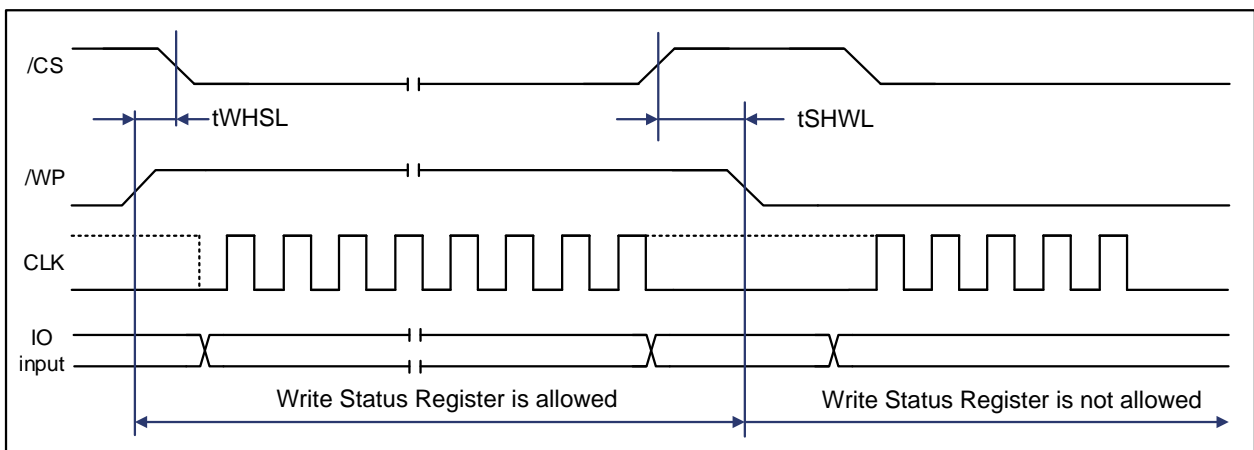 /CS
tWHSL
tSHWL
/WP
CLK
IO
input
Write Status Register is allowed
Write Status Register is not allowed